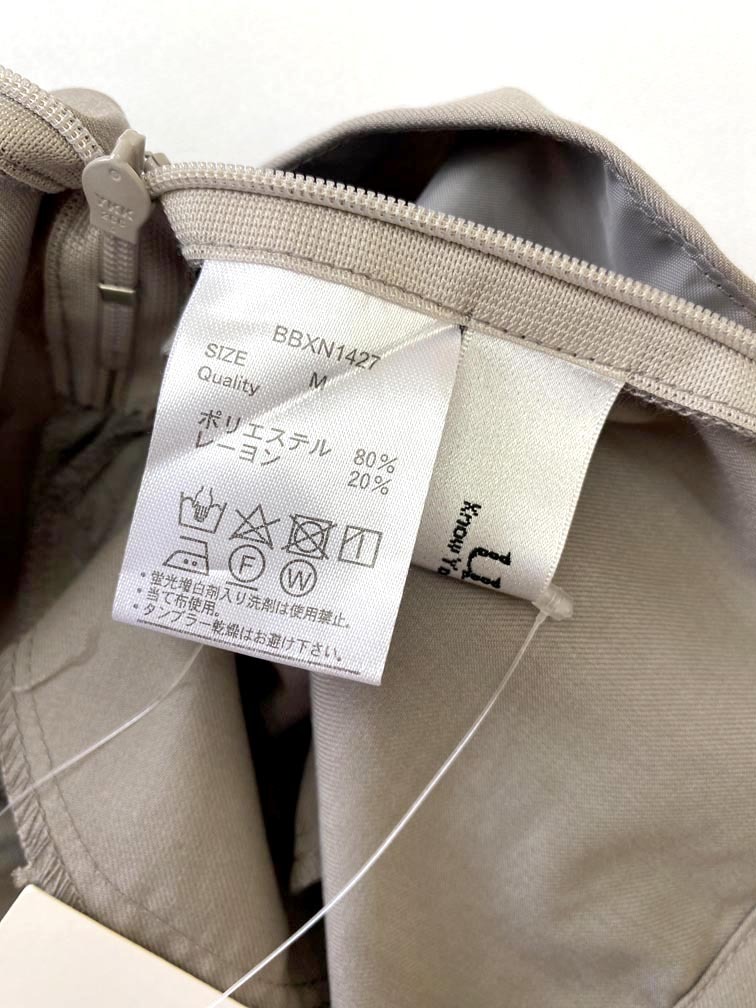 YKK
BBXN1427
SIZE M
Quality
ポリエステル 80%
レーヨン 20%
F
W
・蛍光増白剤入り洗剤は使用禁止。
・当て布使用。
・タンブラー乾燥はお避け下さい。
Know Y